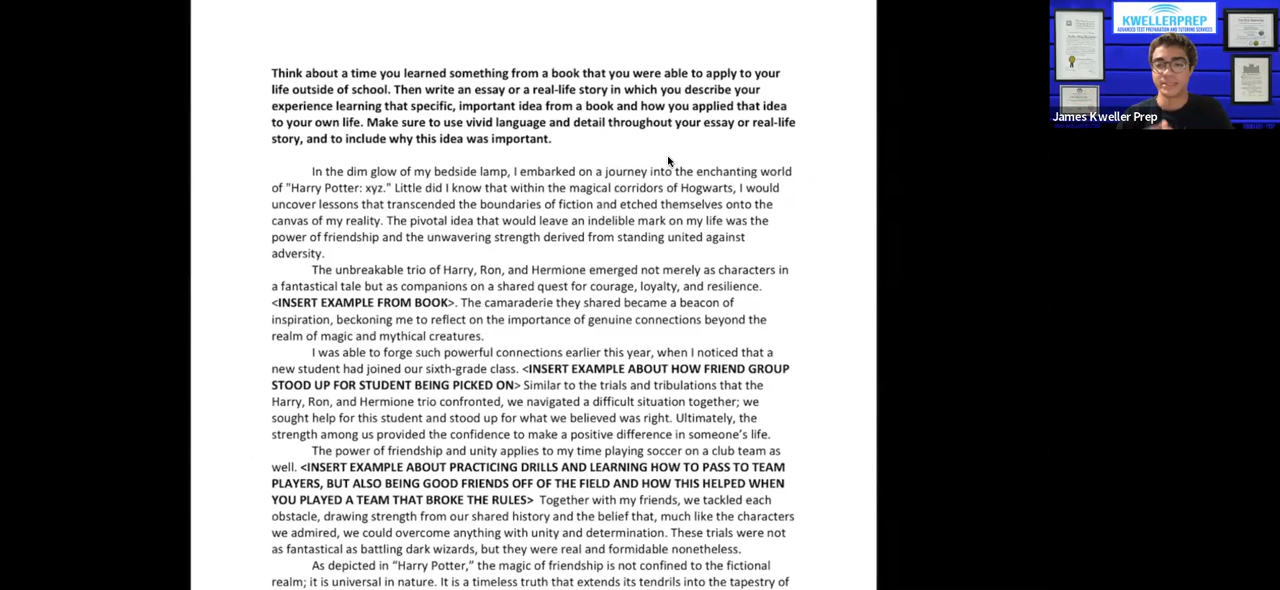 Think about a time you learned something from a book that you were able to apply to your
life outside of school. Then write an essay or a real-life story in which you describe your
experience learning that specific, important idea from a book and how you applied that idea
to your own life. Make sure to use vivid language and detail throughout your essay or real-life
story, and to include why this idea was important.
In the dim glow of my bedside lamp, I embarked on a journey into the enchanting world
of "Harry Potter: xyz." Little did I know that within the magical corridors of Hogwarts, I would
uncover lessons that transcended the boundaries of fiction and etched themselves onto the
canvas of my reality. The pivotal idea that would leave an indelible mark on my life was the
power of friendship and the unwavering strength derived from standing united against
adversity.
The unbreakable trio of Harry, Ron, and Hermione emerged not merely as characters in
a fantastical tale but as companions on a shared quest for courage, loyalty, and resilience.
<INSERT EXAMPLE FROM BOOK>. The camaraderie they shared became a beacon of
inspiration, beckoning me to reflect on the importance of genuine connections beyond the
realm of magic and mythical creatures.
I was able to forge such powerful connections earlier this year, when I noticed that a
new student had joined our sixth-grade class. <INSERT EXAMPLE ABOUT HOW FRIEND GROUP
STOOD UP FOR STUDENT BEING PICKED ON> Similar to the trials and tribulations that the
Harry, Ron, and Hermione trio confronted, we navigated a difficult situation together; we
sought help for this student and stood up for what we believed was right. Ultimately, the
strength among us provided the confidence to make a positive difference in someone's life.
The power of friendship and unity applies to my time playing soccer on a club team as
well. <INSERT EXAMPLE ABOUT PRACTICING DRILLS AND LEARNING HOW TO PASS TO TEAM
PLAYERS, BUT ALSO BEING GOOD FRIENDS OFF OF THE FIELD AND HOW THIS HELPED WHEN
YOU PLAYED A TEAM THAT BROKE THE RULES> Together with my friends, we tackled each
obstacle, drawing strength from our shared history and the belief that, much like the characters
we admired, we could overcome anything with unity and determination. These trials were not
as fantastical as battling dark wizards, but they were real and formidable nonetheless.
As depicted in “Harry Potter,” the magic of friendship is not confined to the fictional
realm; it is universal in nature. It is a timeless truth that extends its tendrils into the tapestry of
KWELLERPREP
ADVANCED TEST PREPARATION AND TUTORING SERVICES
James Kweller Prep